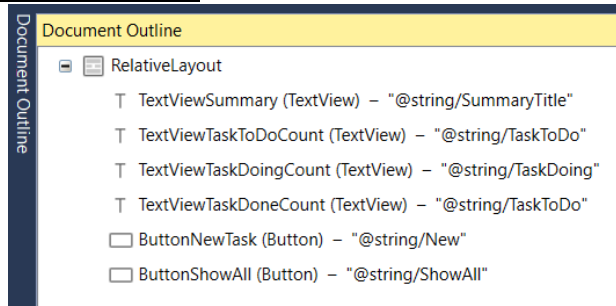 Document Outline
Document Outline
RelativeLayout
TextViewSummary (TextView) – "@string/SummaryTitle"
TextViewTaskToDoCount (TextView) – "@string/TaskToDo"
TextViewTaskDoingCount (TextView) – "@string/TaskDoing"
TextViewTaskDoneCount (TextView) – "@string/TaskToDo"
ButtonNewTask (Button) – "@string/New"
ButtonShowAll (Button) – "@string/ShowAll"